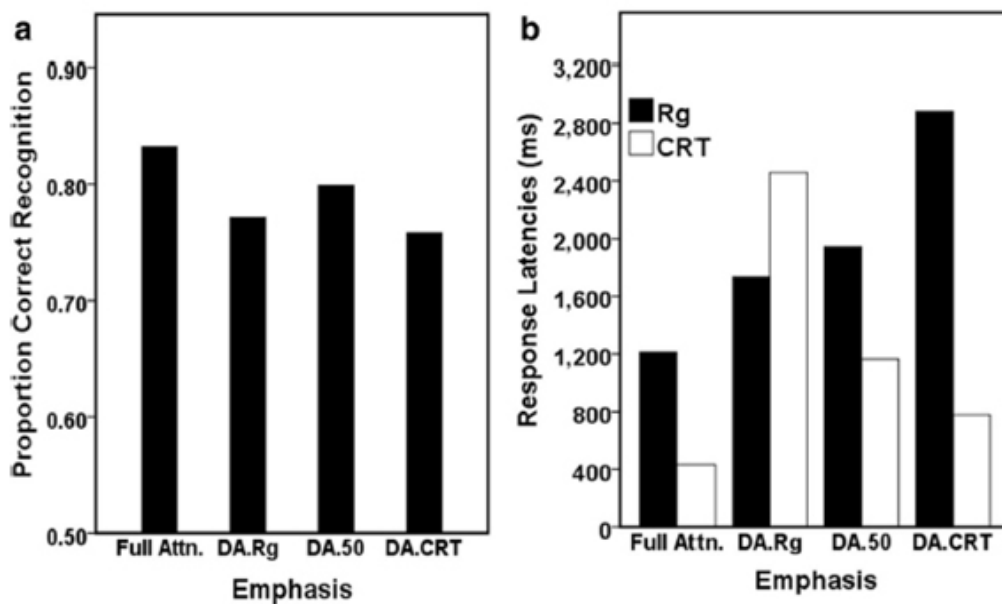 a
Proportion Correct Recognition
0.90
0.80
0.70
0.60
0.50
Full Attn. DA.Rg DA.50 DA.CRT
Emphasis
b
Response Latencies (ms)
3,200
2,800
2,400
2,000
1,600
1,200
800
400
0
Rg
CRT
Full Attn. DA.Rg DA.50 DA.CRT
Emphasis